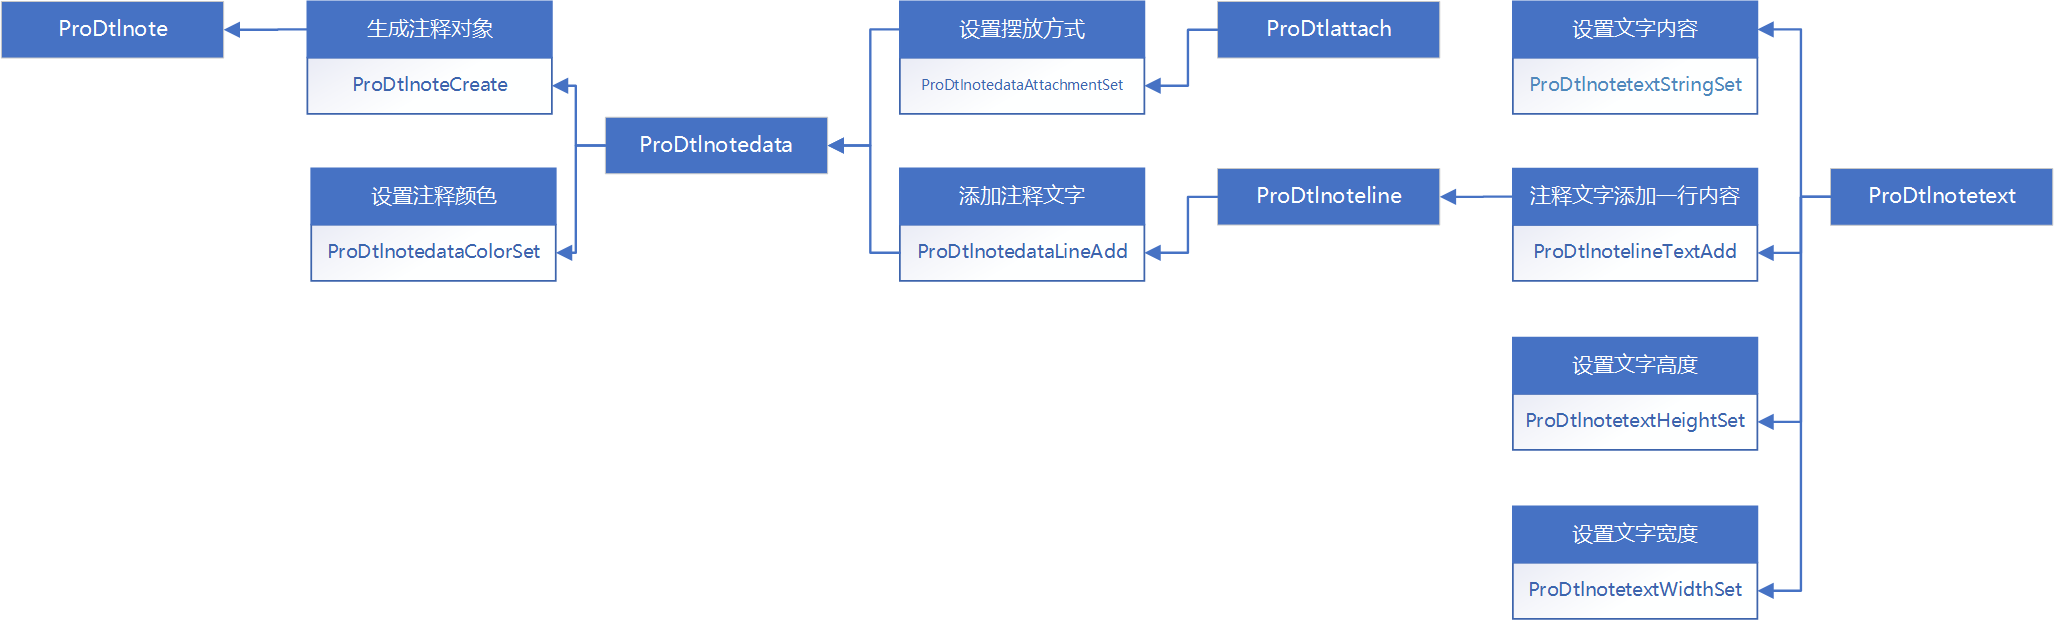 ProDtlnote
生成注释对象
ProDtlnoteCreate
设置注释颜色
ProDtlnotedataColorSet
ProDtlnotedata
设置摆放方式
ProDtlnotedataAttachmentSet
添加注释文字
ProDtlnotedataLineAdd
ProDtlattach
ProDtlnoteline
设置文字内容
ProDtlnotetextStringSet
注释文字添加一行内容
ProDtlnotelineTextAdd
设置文字高度
ProDtlnotetextHeightSet
设置文字宽度
ProDtlnotetextWidthSet
ProDtlnotetext